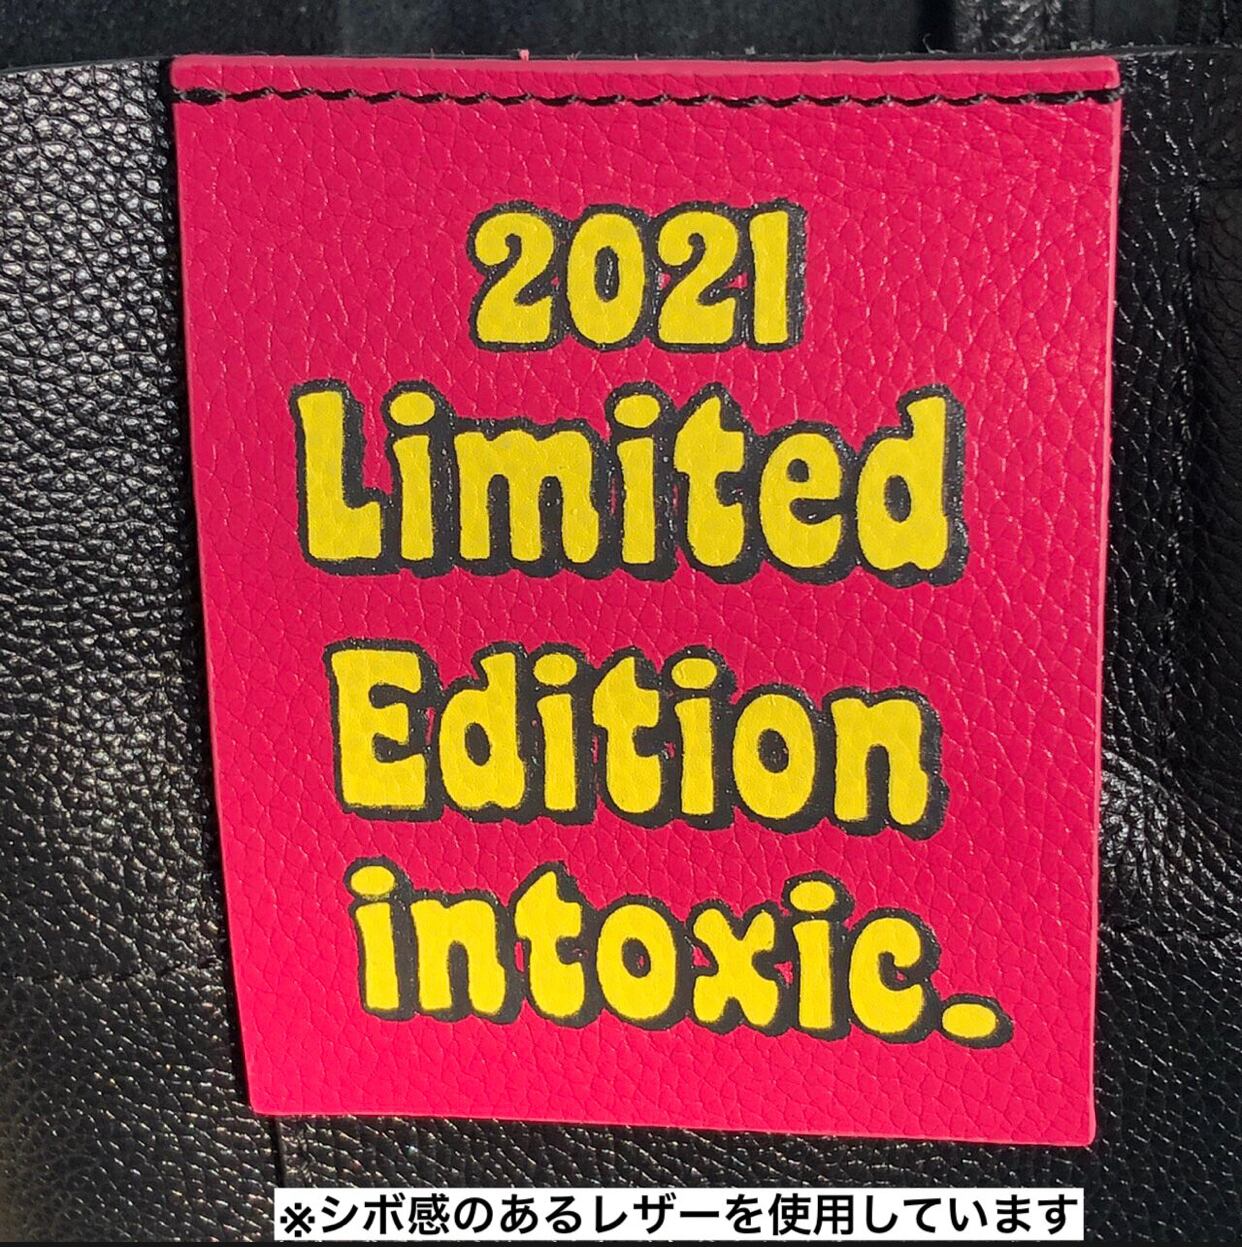 2021
Limited
Edition
intoxic.
※シボ感のあるレザーを使用しています